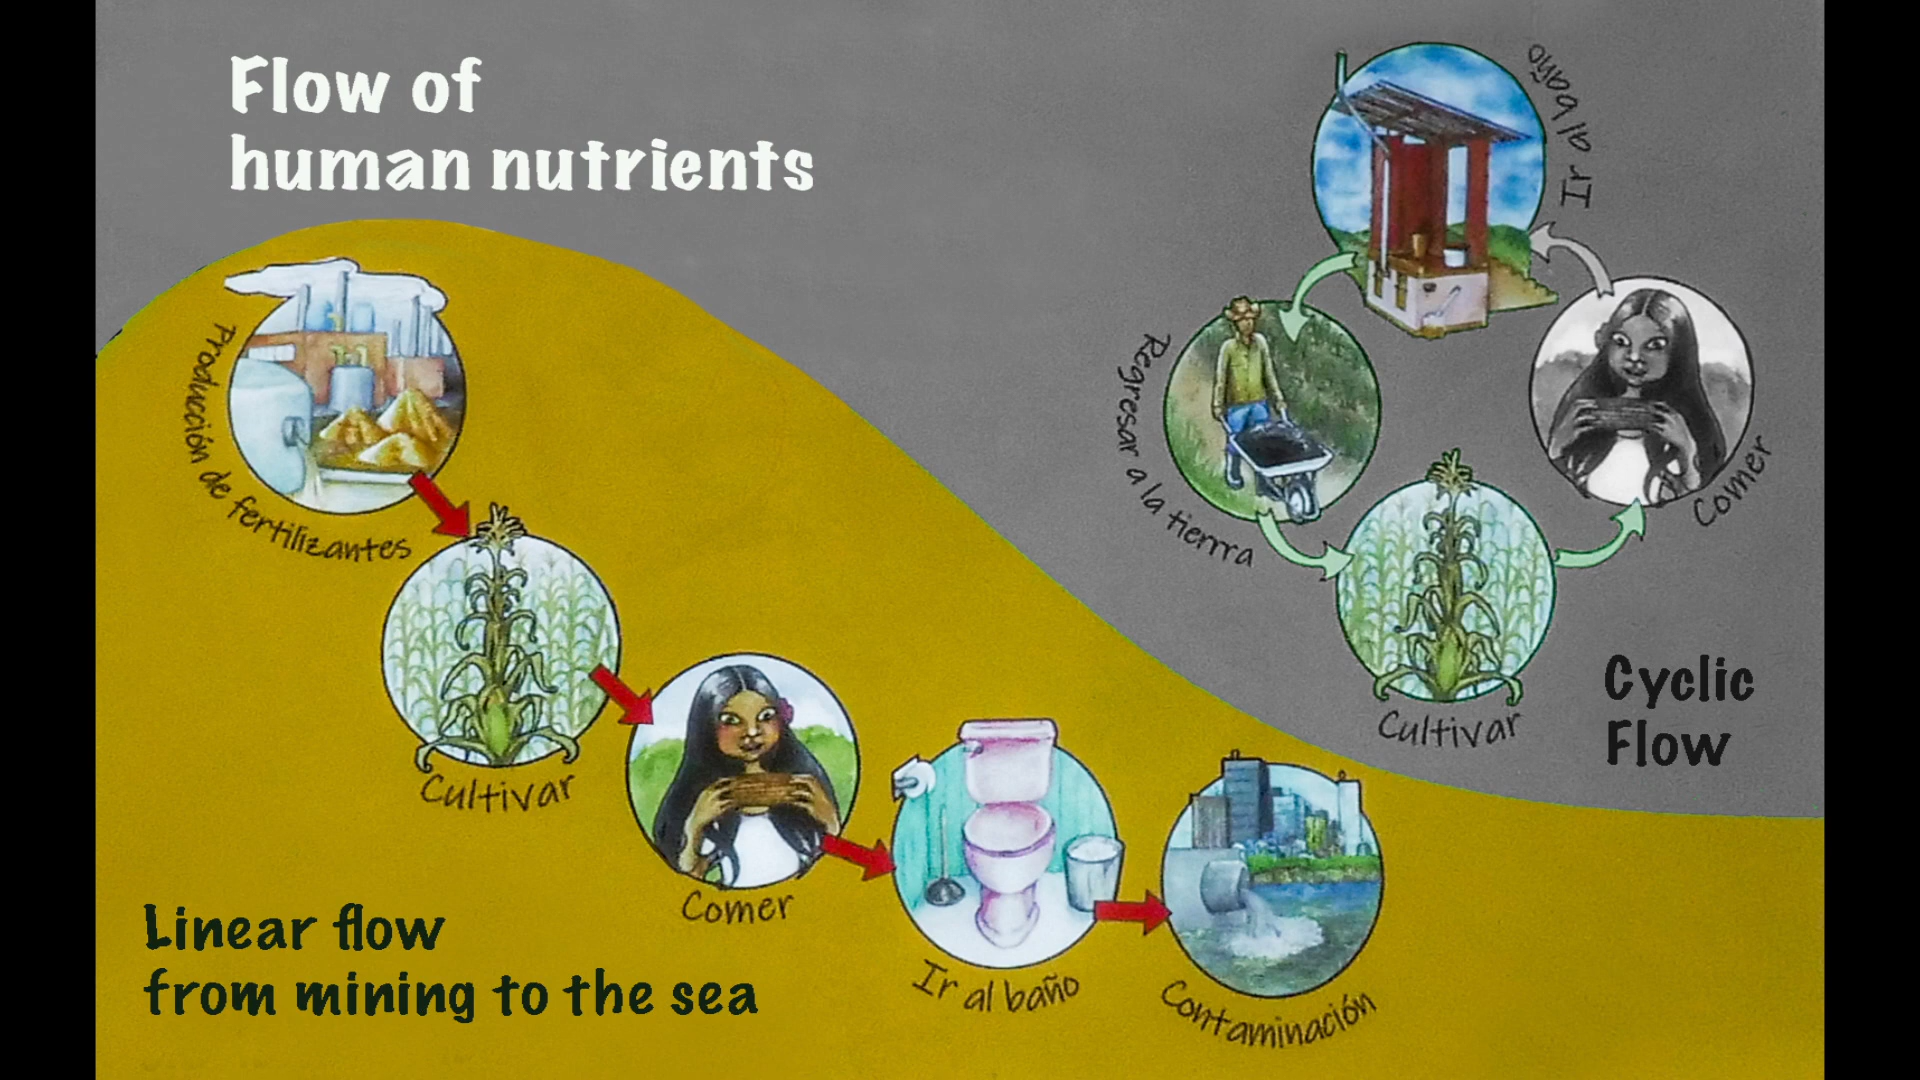 Flow of
human nutrients
Ir al baño
Regresar a la tierrra
Comer
Cultivar
Cyclic
Flow
Producción de fertilizantes
Cultivar
Comer
Ir al baño
Contaminación
Linear flow
from mining to the sea